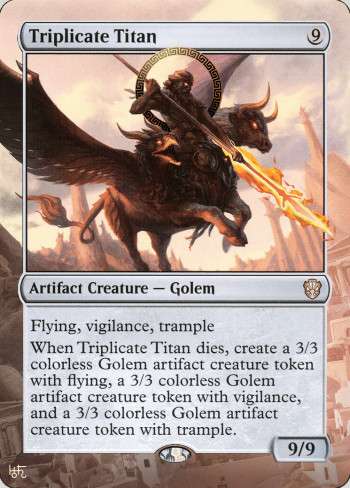 Triplicate Titan 9
Artifact Creature — Golem
Flying, vigilance, trample
When Triplicate Titan dies, create a 3/3
colorless Golem artifact creature token
with flying, a 3/3 colorless Golem
artifact creature token with vigilance,
and a 3/3 colorless Golem artifact
creature token with trample.
9/9